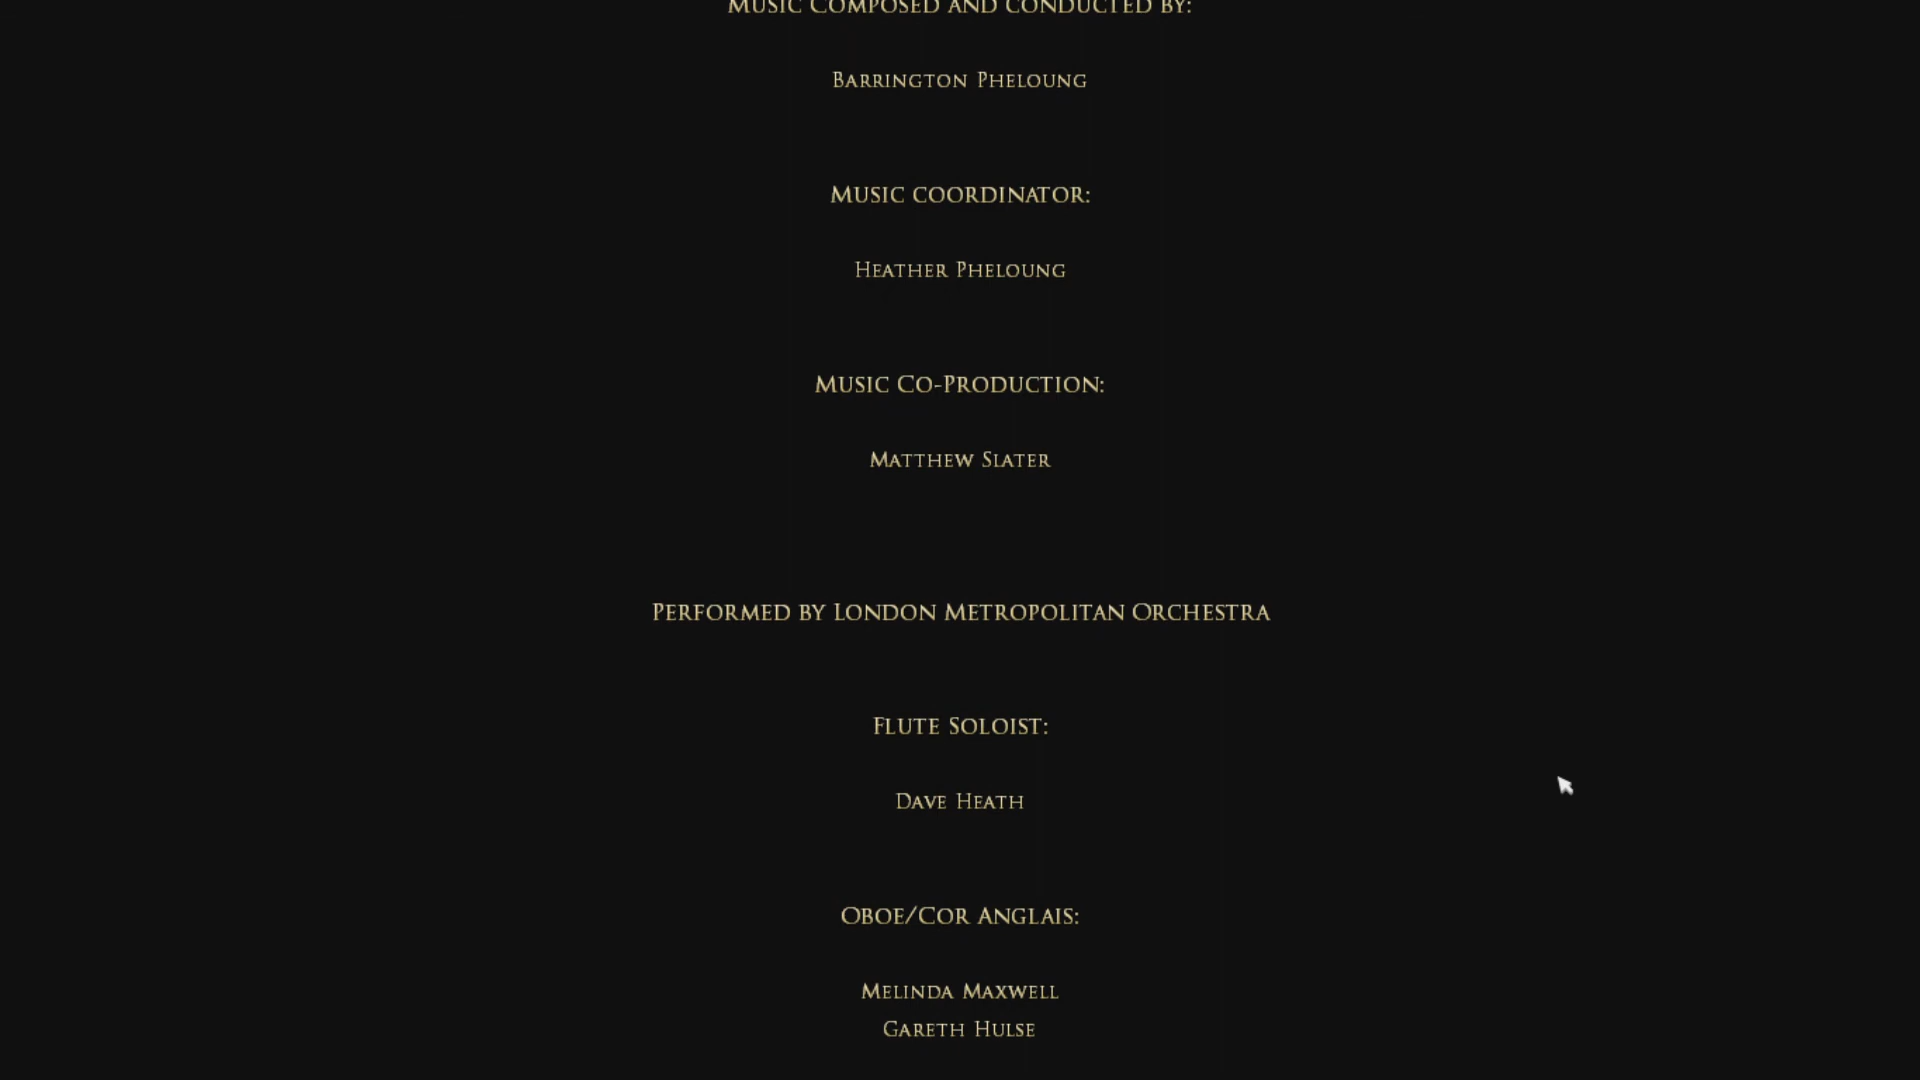 Music Composed and conducted by:
Barrington Pheloung
Music coordinator:
Heather Pheloung
Music Co-Production:
Matthew Slater
Performed by London Metropolitan Orchestra
Flute Soloist:
Dave Heath
Oboe/Cor Anglais:
Melinda Maxwell
Gareth Hulse